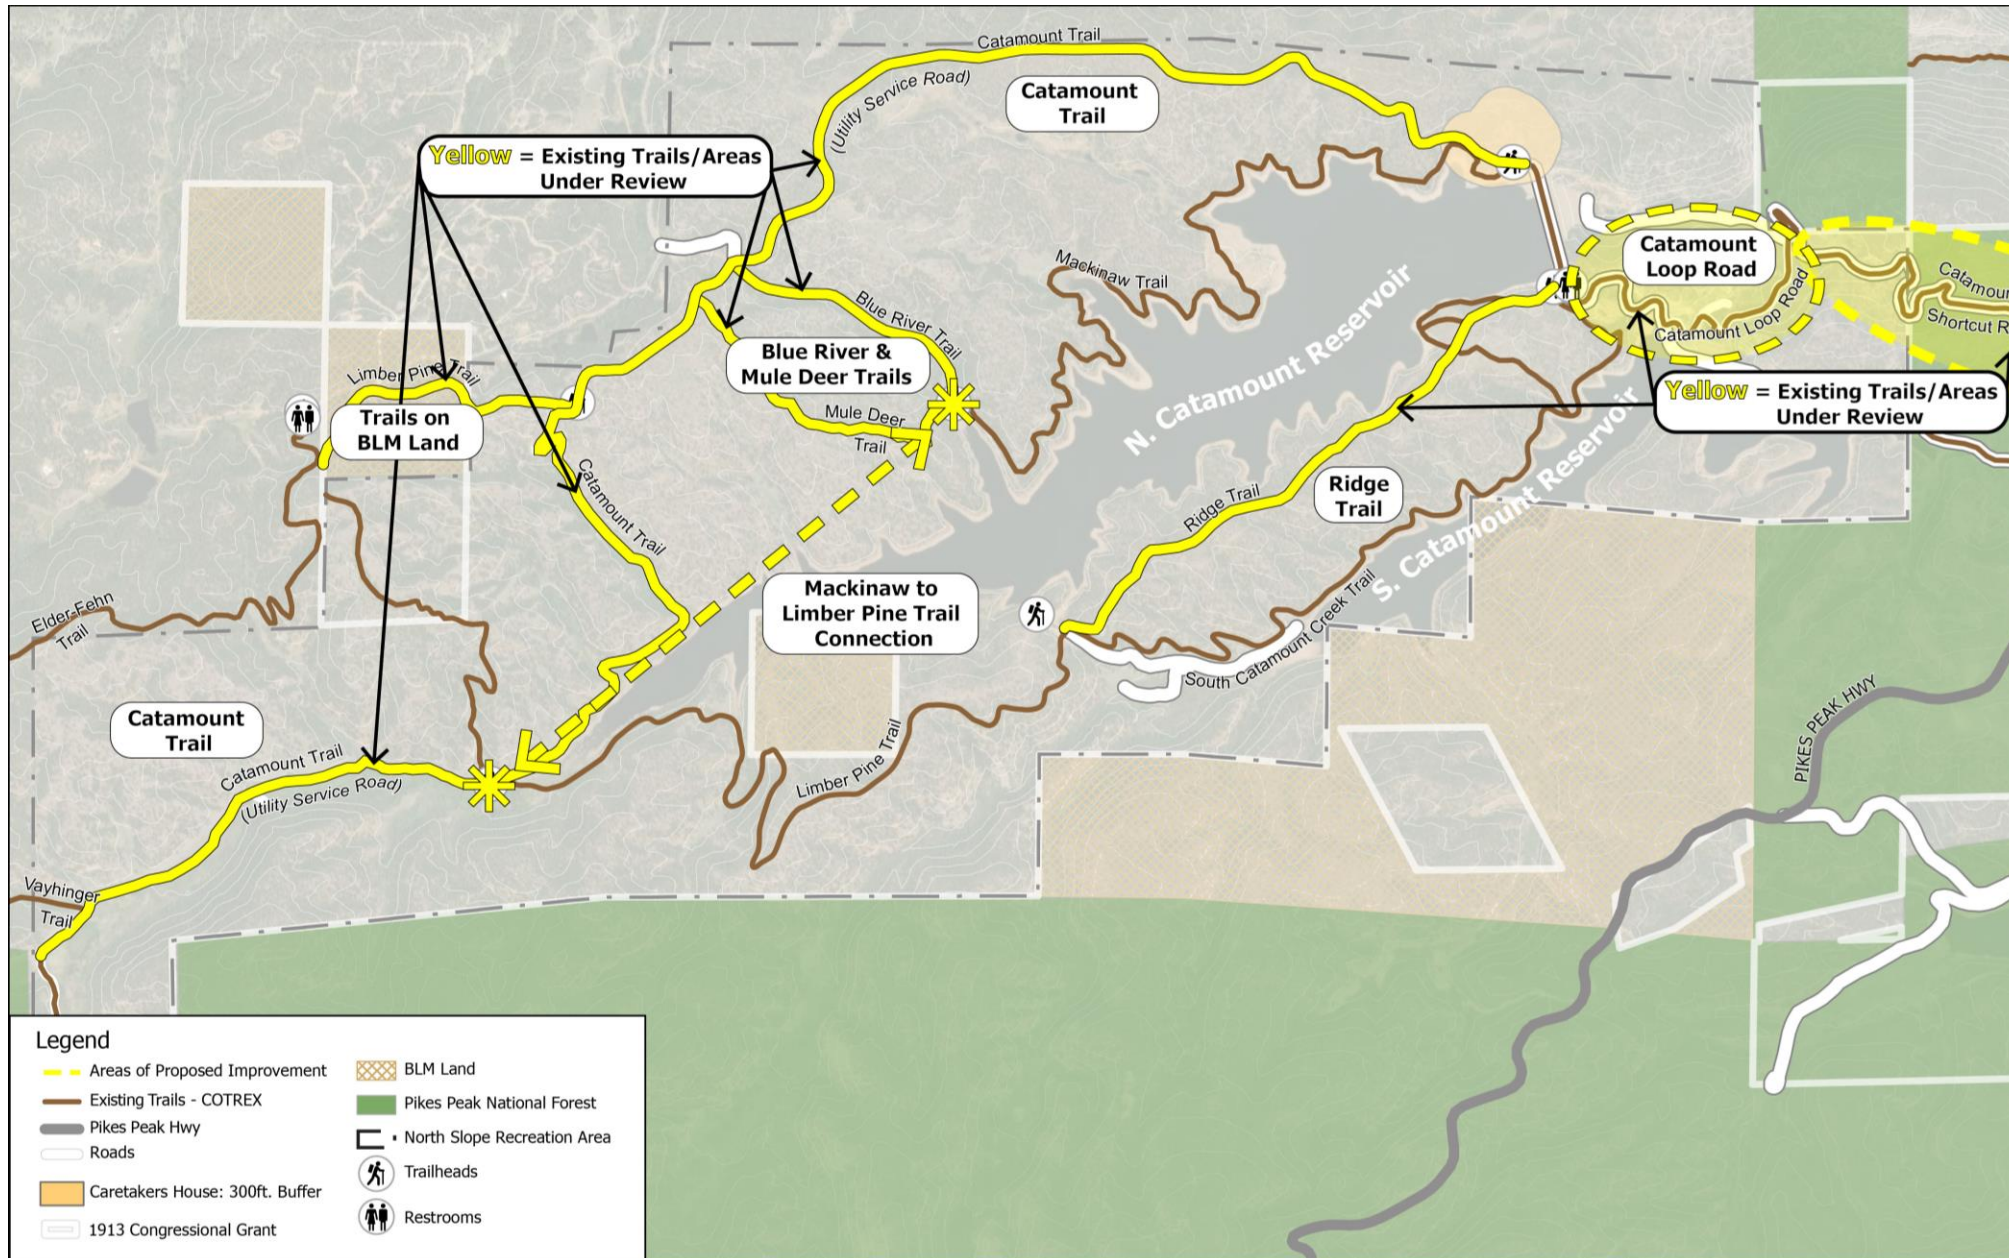 Catamount Trail
(Utility Service Road)
Catamount
Trail
Yellow = Existing Trails/Areas
Under Review
Catamount
Loop Road
Mackinaw Trail
Catamoun
Shortcut R
Catamount Loop Road
Blue River Trail
N. Catamount Reservoir
Blue River &
Mule Deer Trails
Limber Pine Trail
Trails on
BLM Land
Mule Deer
Trail
Yellow = Existing Trails/Areas
Under Review
Catamount Trail
Ridge Trail
Ridge
Trail
S. Catamount Reservoir
Mackinaw to
Limber Pine Trail
Connection
Elder-Fehn
Trail
South Catamount Creek Trail
Catamount
Trail
Catamount Trail
(Utility Service Road)
Limber Pine Trail
PIKES PEAK HWY
Vayhinger
Trail
Legend
Areas of Proposed Improvement
Existing Trails - COTREX
Pikes Peak Hwy
Roads
Caretakers House: 300ft. Buffer
1913 Congressional Grant
BLM Land
Pikes Peak National Forest
North Slope Recreation Area
Trailheads
Restrooms